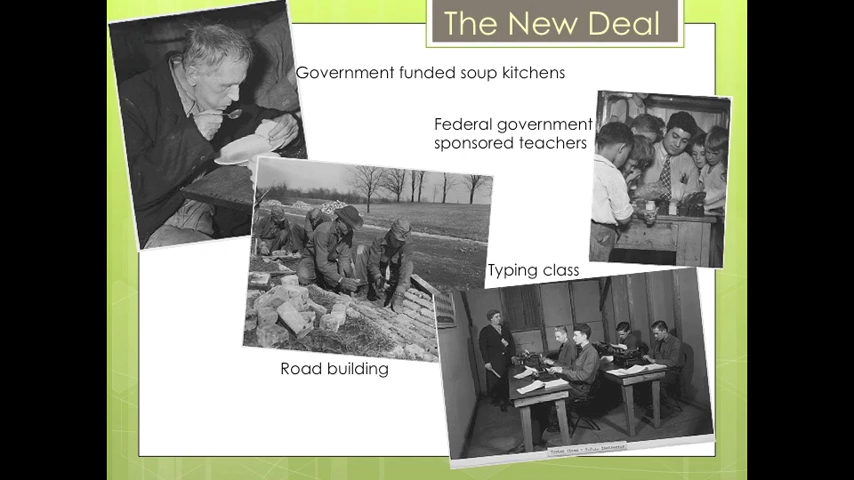 The New Deal
Government funded soup kitchens
Federal government
sponsored teachers
Typing class
Road building